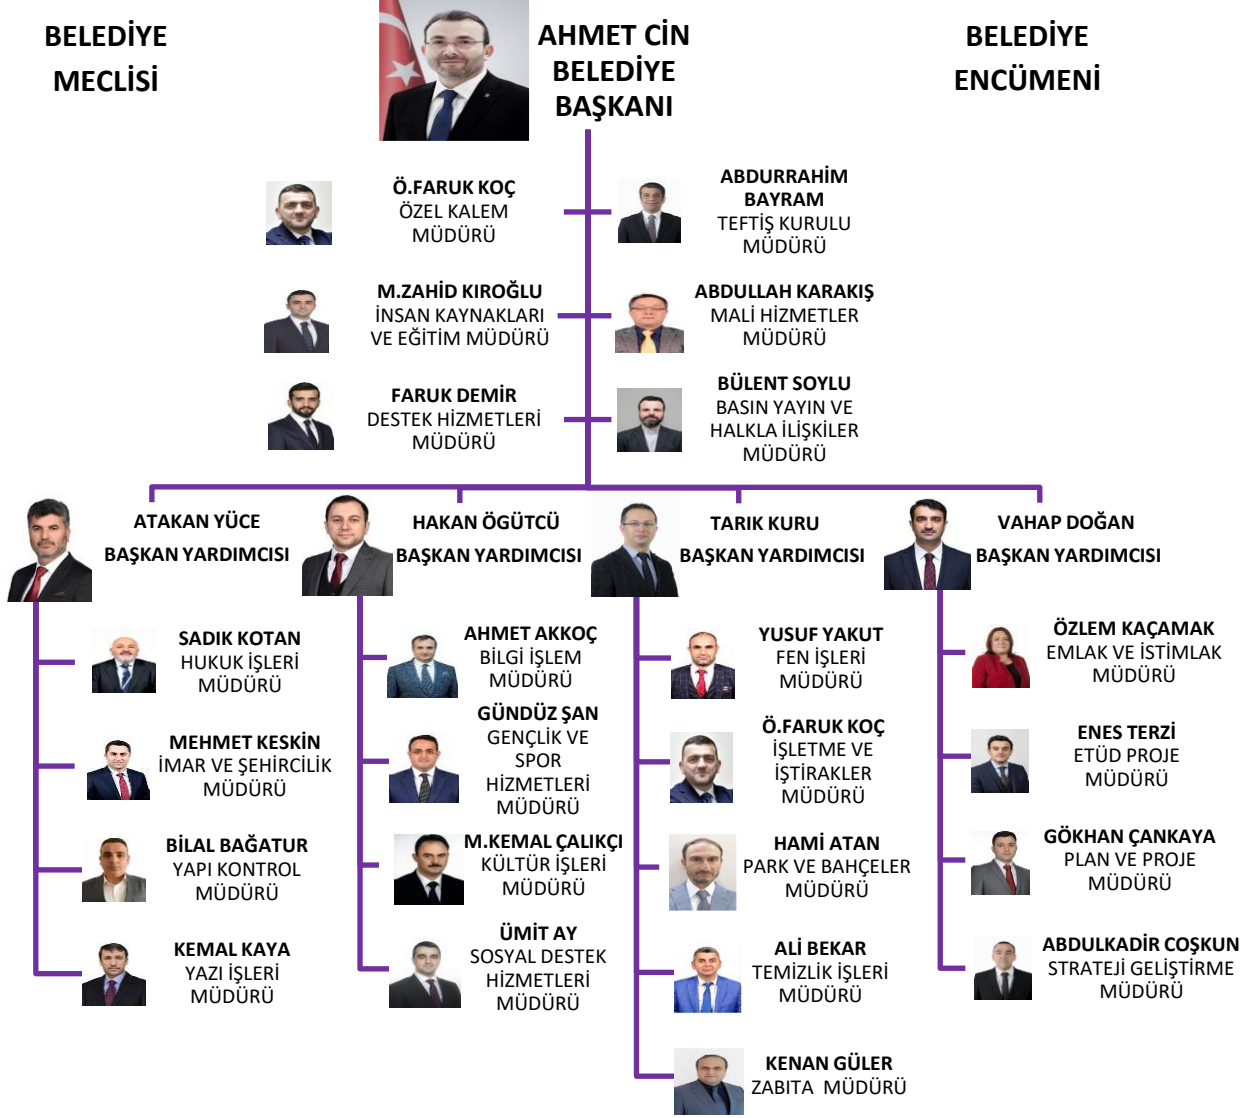 BELEDİYE
MECLİSİ
AHMET CİN
BELEDİYE
BAŞKANI
BELEDİYE
ENCÜMENİ
Ö.FARUK KOÇ
ÖZEL KALEM
MÜDÜRÜ
ABDURRAHİM
BAYRAM
TEFTİŞ KURULU
MÜDÜRÜ
M.ZAHİD KIROĞLU
İNSAN KAYNAKLARI
VE EĞİTİM MÜDÜRÜ
ABDULLAH KARAKIŞ
MALİ HİZMETLER
MÜDÜRÜ
FARUK DEMİR
DESTEK HİZMETLERİ
MÜDÜRÜ
BÜLENT SOYLU
BASIN YAYIN VE
HALKLA İLİŞKİLER
MÜDÜRÜ
ATAKAN YÜCE
BAŞKAN YARDIMCISI
HAKAN ÖGÜTCÜ
BAŞKAN YARDIMCISI
TARIK KURU
BAŞKAN YARDIMCISI
VAHAP DOĞAN
BAŞKAN YARDIMCISI
SADIK KOTAN
HUKUK İŞLERİ
MÜDÜRÜ
MEHMET KESKİN
İMAR VE ŞEHİRCİLİK
MÜDÜRÜ
BİLAL BAĞATUR
YAPI KONTROL
MÜDÜRÜ
KEMAL KAYA
YAZI İŞLERİ
MÜDÜRÜ
AHMET AKKOÇ
BİLGİ İŞLEM
MÜDÜRÜ
GÜNDÜZ ŞAN
GENÇLİK VE
SPOR
HİZMETLERİ
MÜDÜRÜ
M.KEMAL ÇALIKÇI
KÜLTÜR İŞLERİ
MÜDÜRÜ
ÜMİT AY
SOSYAL DESTEK
HİZMETLERİ
MÜDÜRÜ
YUSUF YAKUT
FEN İŞLERİ
MÜDÜRÜ
Ö.FARUK KOÇ
İŞLETME VE
İŞTİRAKLER
MÜDÜRÜ
HAMİ ATAN
PARK VE BAHÇELER
MÜDÜRÜ
ALİ BEKAR
TEMİZLİK İŞLERİ
MÜDÜRÜ
KENAN GÜLER
ZABITA  MÜDÜRÜ
ÖZLEM KAÇAMAK
EMLAK VE İSTİMLAK
MÜDÜRÜ
ENES TERZİ
ETÜD PROJE
MÜDÜRÜ
GÖKHAN ÇANKAYA
PLAN VE PROJE
MÜDÜRÜ
ABDULKADİR COŞKUN
STRATEJİ GELİŞTİRME
MÜDÜRÜ